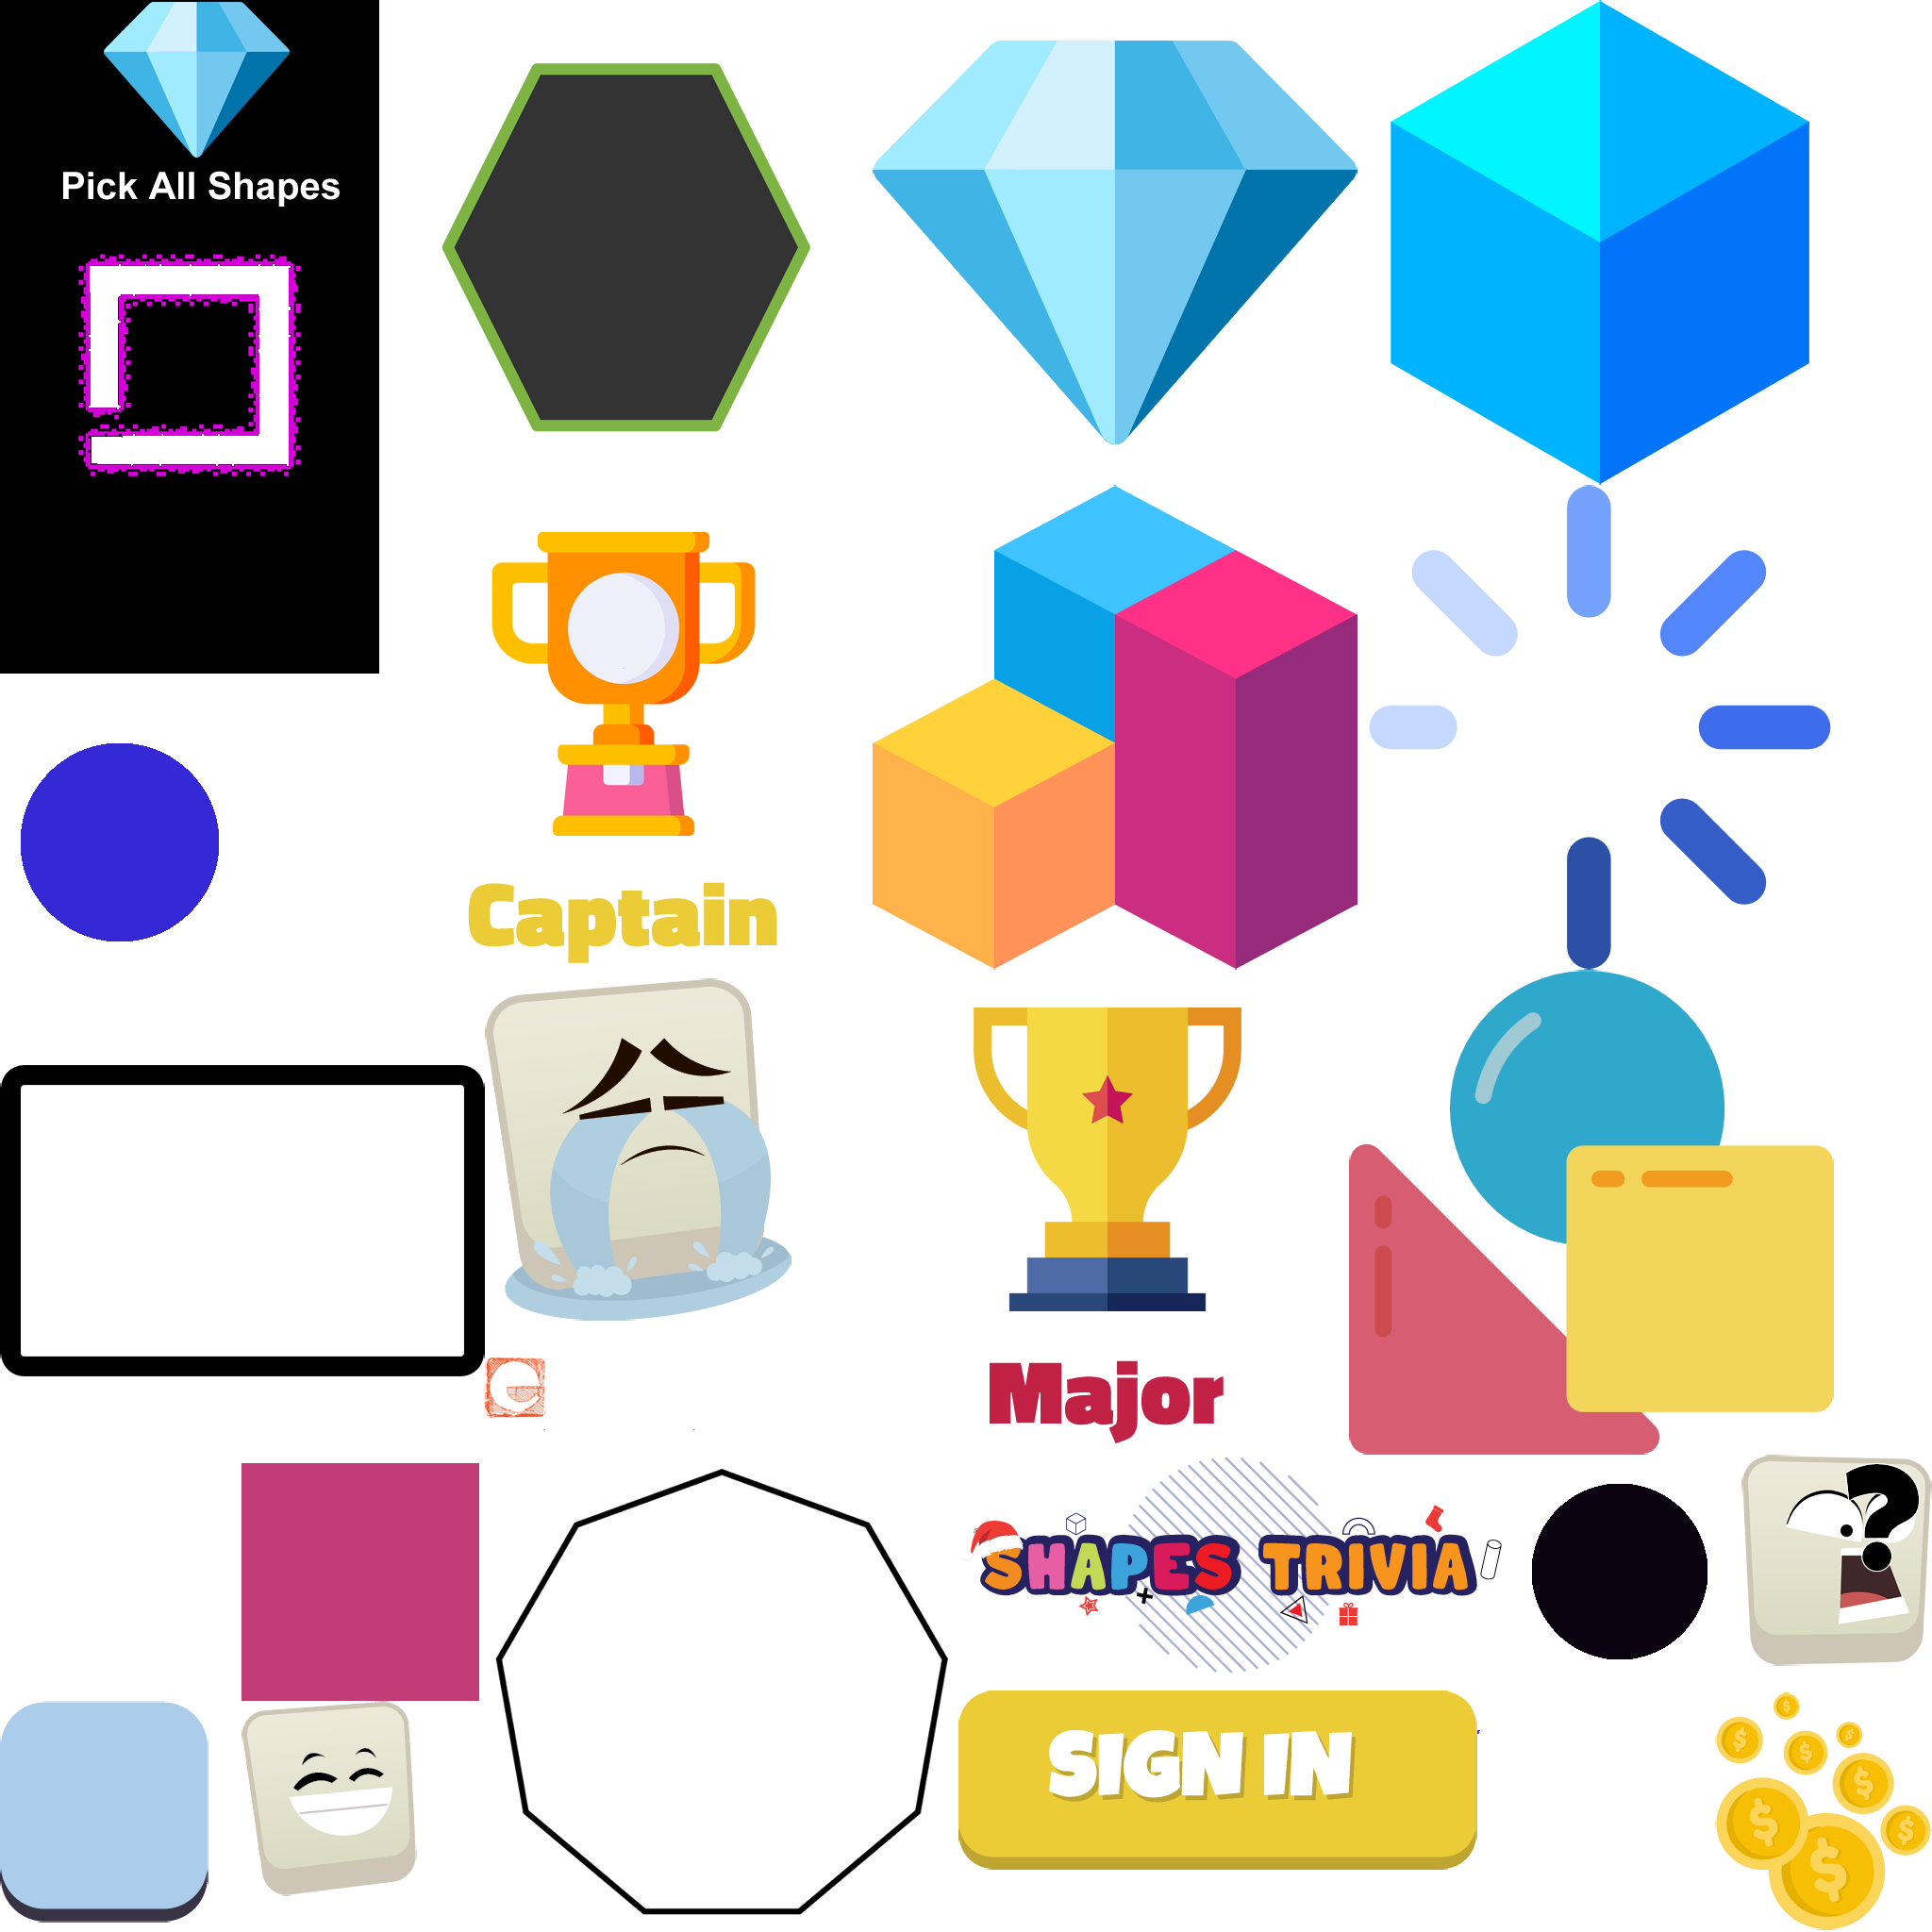 Pick All Shapes
Captain
e
Major
SHAPES TRIVIA
?
SIGN IN
$
$
$
$
$
$
$
$